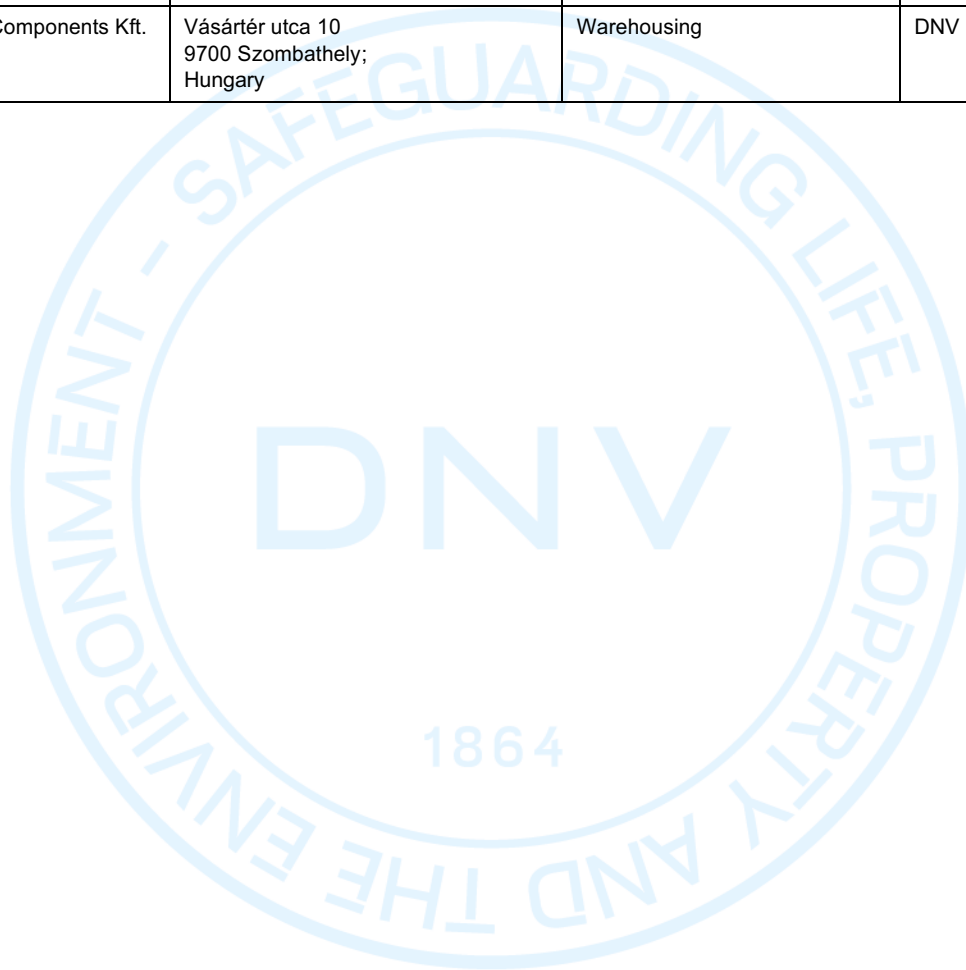 Components Kft.
Vásártér utca 10
9700 Szombathely;
Hungary
Warehousing
DNV
SAFEGUARDING LIFE, PROPERTY AND THE ENVIRONMENT -
DNV
1864